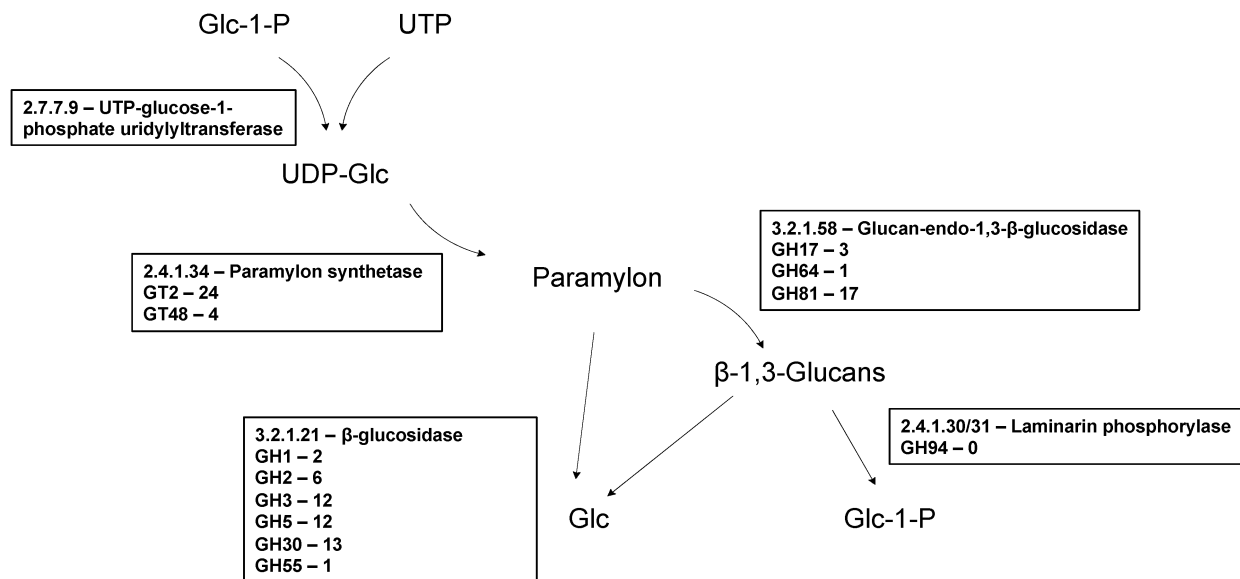 Glc-1-P
UTP
2.7.7.9 – UTP-glucose-1-
phosphate uridylyltransferase
UDP-Glc
3.2.1.58 – Glucan-endo-1,3-β-glucosidase
GH17 – 3
GH64 – 1
GH81 – 17
2.4.1.34 – Paramylon synthetase
GT2 – 24
GT48 – 4
Paramylon
β-1,3-Glucans
2.4.1.30/31 – Laminarin phosphorylase
GH94 – 0
3.2.1.21 – β-glucosidase
GH1 – 2
GH2 – 6
GH3 – 12
GH5 – 12
GH30 – 13
GH55 – 1
Glc
Glc-1-P